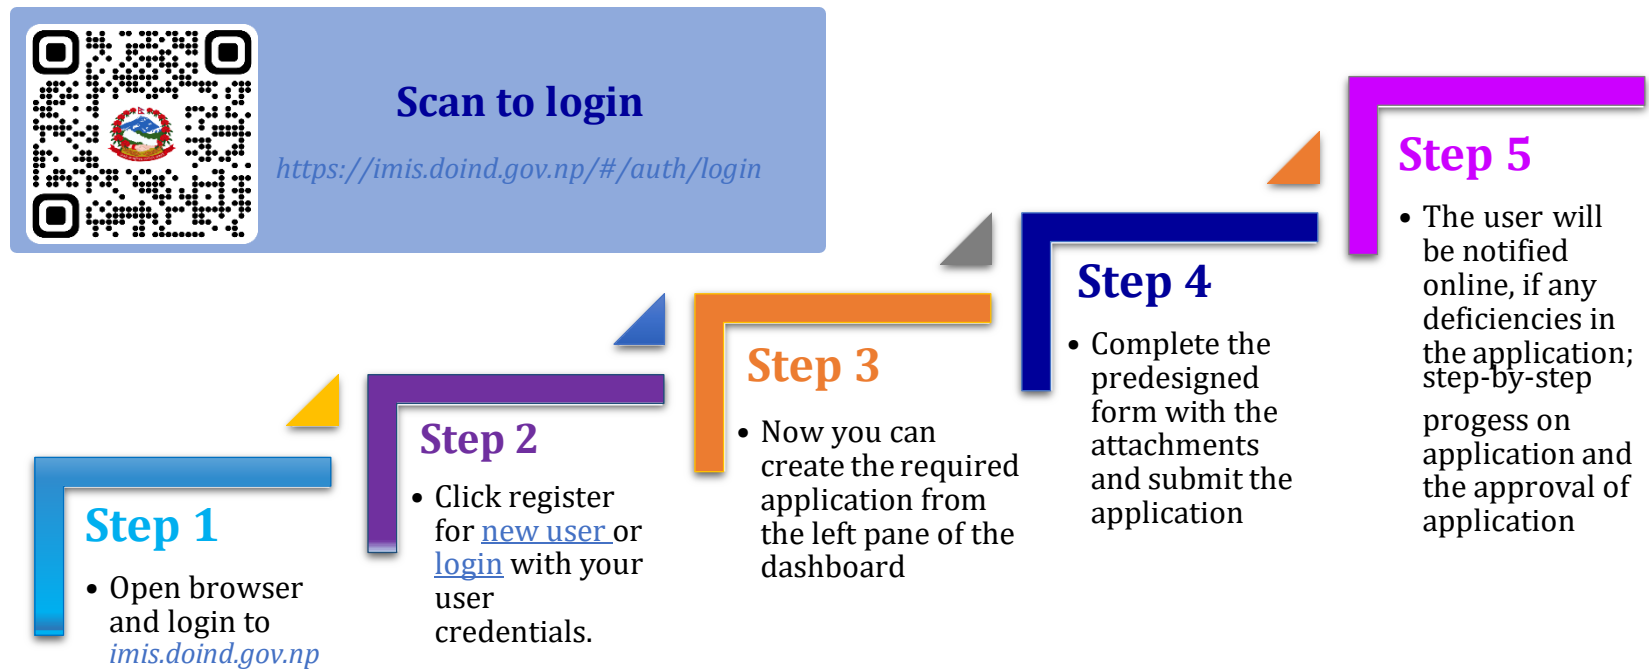 Scan to login
https://imis.doind.gov.np/#/auth/login
Step 1
• Open browser
and login to
imis.doind.gov.np
Step 2
• Click register
for new user or
login with your
user
credentials.
Step 3
• Now you can
create the required
application from
the left pane of the
dashboard
Step 4
• Complete the
predesigned
form with the
attachments
and submit the
application
Step 5
• The user will
be notified
online, if any
deficiencies in
the application;
step-by-step
progess on
application and
the approval of
application